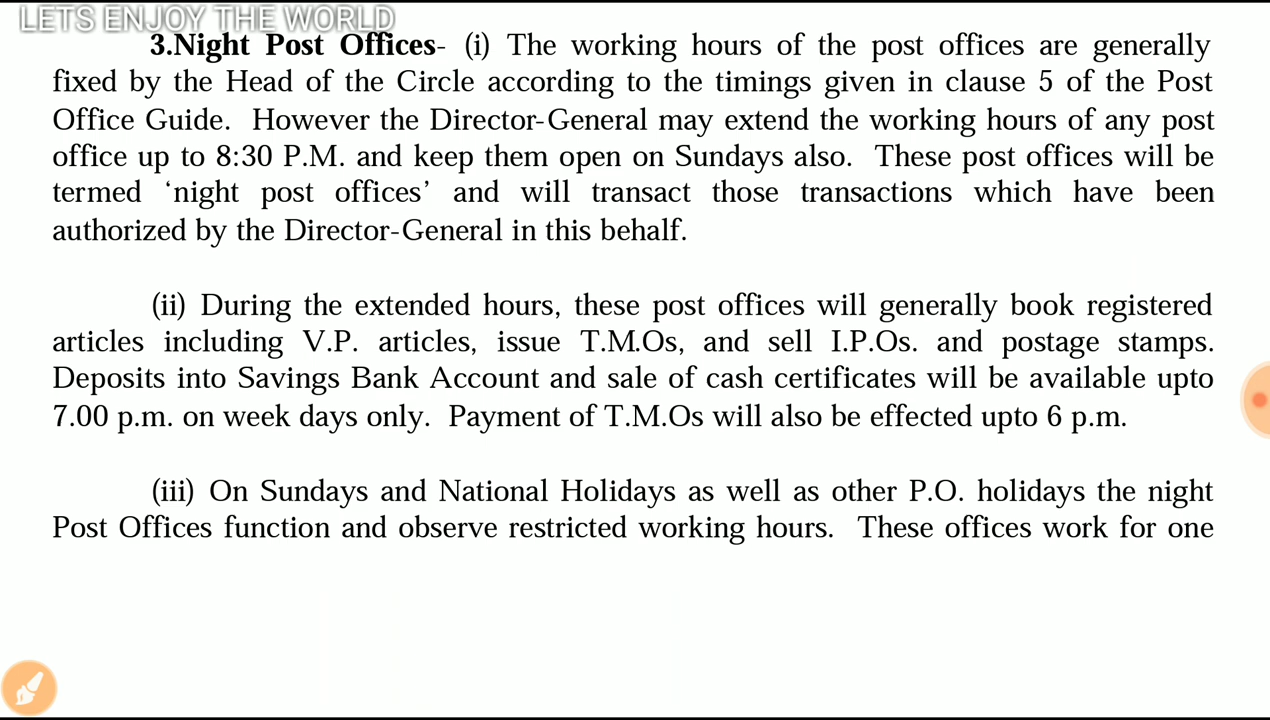 LETS ENJOY THE WORLD
3.Night Post Offices- (i) The working hours of the post offices are generally
fixed by the Head of the Circle according to the timings given in clause 5 of the Post
Office Guide. However the Director-General may extend the working hours of any post
office up to 8:30 P.M. and keep them open on Sundays also. These post offices will be
termed ‘night post offices’ and will transact those transactions which have been
authorized by the Director-General in this behalf.
(ii) During the extended hours, these post offices will generally book registered
articles including V.P. articles, issue T.M.Os, and sell I.P.Os. and postage stamps.
Deposits into Savings Bank Account and sale of cash certificates will be available upto
7.00 p.m. on week days only. Payment of T.M.Os will also be effected upto 6 p.m.
(iii) On Sundays and National Holidays as well as other P.O. holidays the night
Post Offices function and observe restricted working hours. These offices work for one